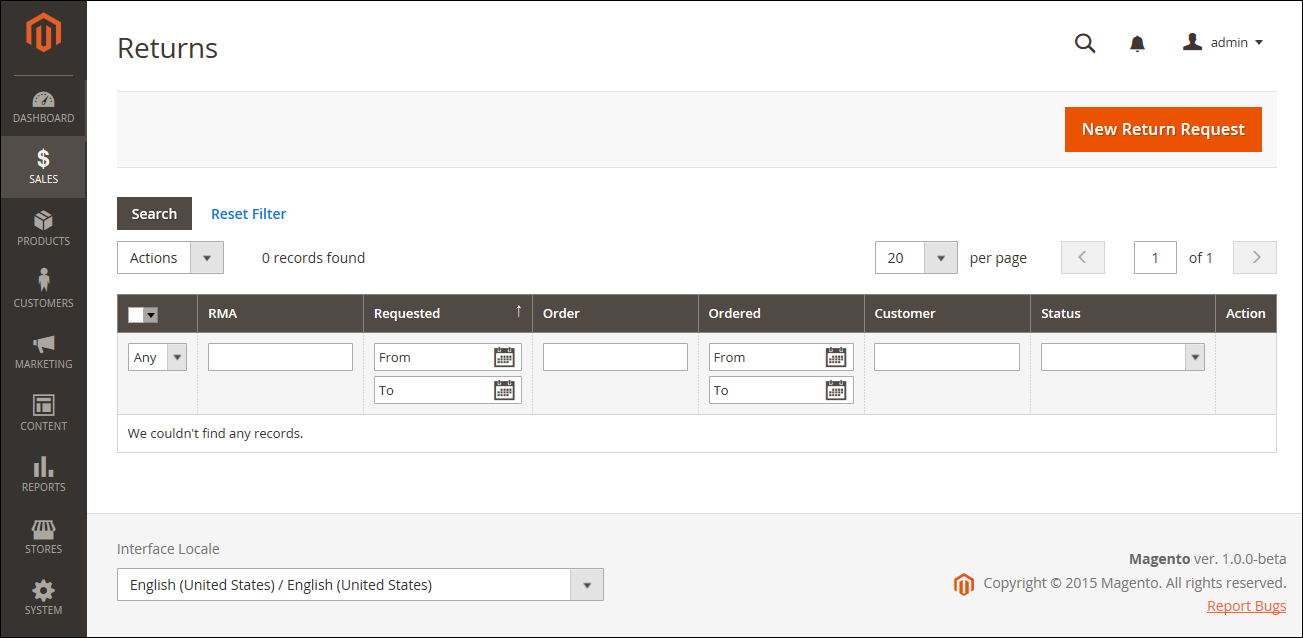 Returns
admin
New Return Request
Search Reset Filter
Actions 0 records found 20 per page 1 of 1
RMA Requested ↑ Order Ordered Customer Status Action
Any From From
To To
We couldn't find any records.
DASHBOARD
$
SALES
PRODUCTS
CUSTOMERS
MARKETING
CONTENT
REPORTS
STORES
SYSTEM
Interface Locale
English (United States) / English (United States)
Magento ver. 1.0.0-beta
Copyright © 2015 Magento. All rights reserved.
Report Bugs